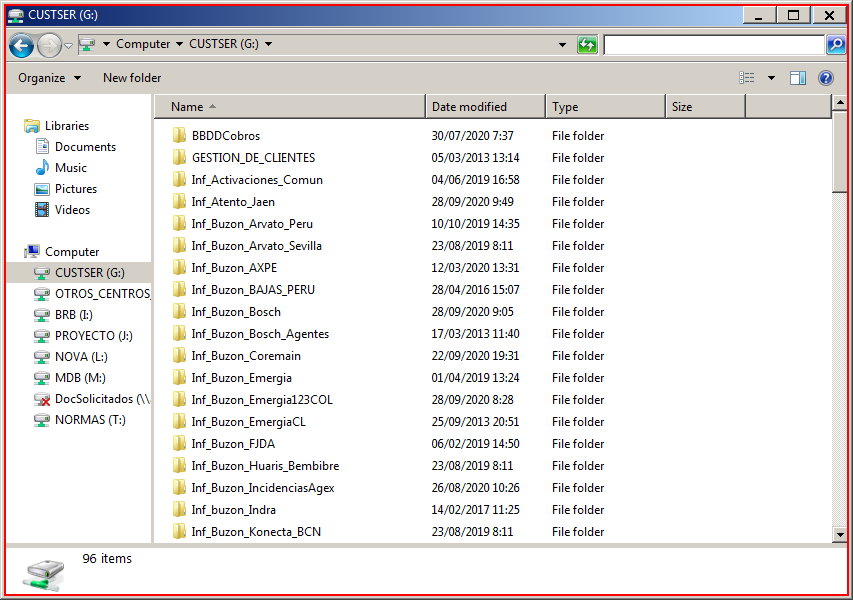 CUSTSER (G:)
Computer CUSTSER (G:)
Organize New folder
Name Date modified Type Size
Libraries
Documents
Music
Pictures
Videos
Computer
CUSTSER (G:)
OTROS_CENTROS_
BRB (I:)
PROYECTO (J:)
NOVA (L:)
MDB (M:)
DocSolicitados (\\
NORMAS (T:)
BBDDCobros 30/07/2020 7:37 File folder
GESTION_DE_CLIENTES 05/03/2013 13:14 File folder
Inf_Activaciones_Comun 04/06/2019 16:58 File folder
Inf_Atento_Jaen 28/09/2020 9:49 File folder
Inf_Buzon_Arvato_Peru 10/10/2019 14:35 File folder
Inf_Buzon_Arvato_Sevilla 23/08/2019 8:11 File folder
Inf_Buzon_AXPE 12/03/2020 13:31 File folder
Inf_Buzon_BAJAS_PERU 28/04/2016 15:07 File folder
Inf_Buzon_Bosch 28/09/2020 9:05 File folder
Inf_Buzon_Bosch_Agentes 17/03/2013 11:40 File folder
Inf_Buzon_Coremain 22/09/2020 19:31 File folder
Inf_Buzon_Emergia 01/04/2019 13:24 File folder
Inf_Buzon_Emergia123COL 28/09/2020 8:28 File folder
Inf_Buzon_EmergiaCL 25/09/2013 20:51 File folder
Inf_Buzon_FJDA 06/02/2019 14:50 File folder
Inf_Buzon_Huaris_Bembibre 23/08/2019 8:11 File folder
Inf_Buzon_IncidenciasAgex 26/08/2020 10:26 File folder
Inf_buzon_Indra 14/02/2017 11:25 File folder
Inf_Buzon_Konecta_BCN 23/08/2019 8:11 File folder
96 items